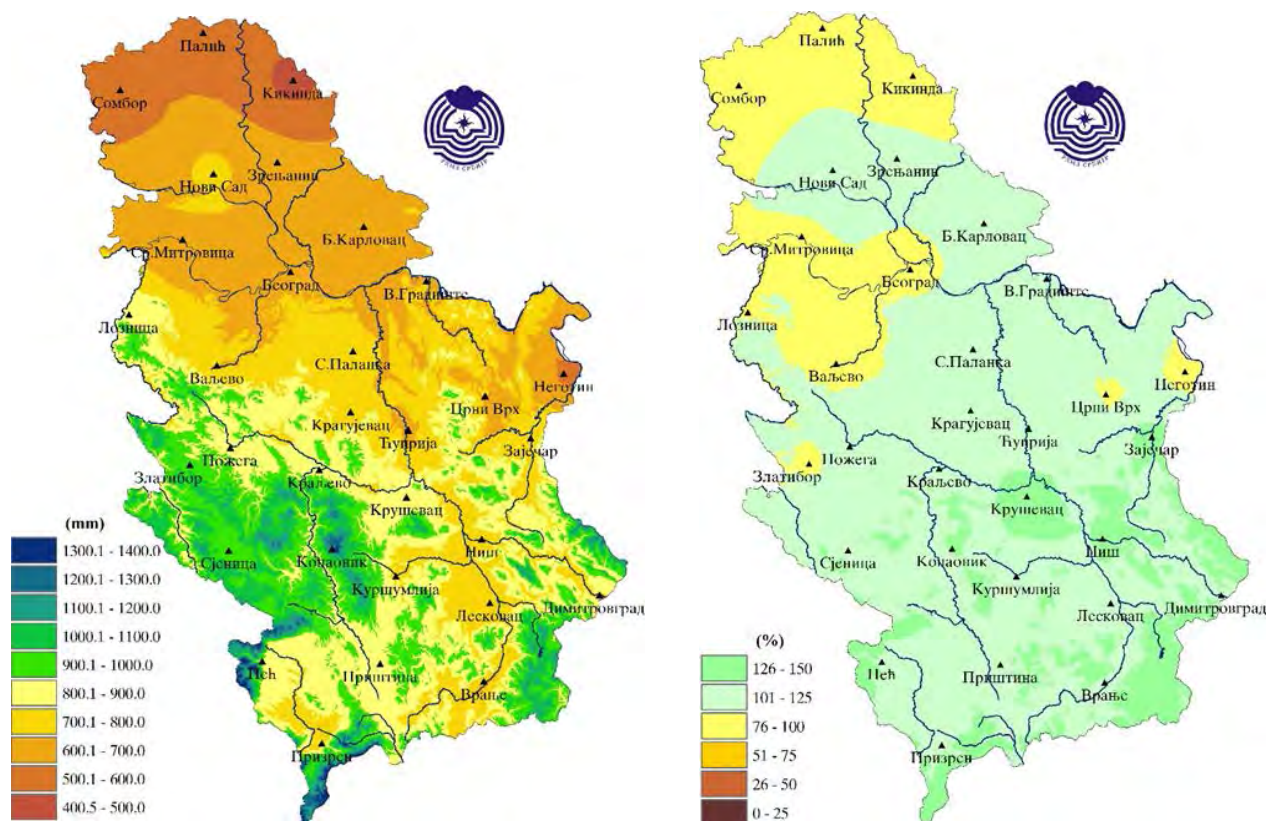 Палић
Кикинда
Сомбор
Нови Сад
Зрењанин
Б.Карловац
Ср.Митровица
Београд
В.Градиште
Лозница
С.Паланка
Ваљево
Неготин
Црни Врх
Крагујевац
Ћуприја
Зајечар
Пожега
Златибор
Краљево
Крушевац
Ниш
Сјеница
Копаоник
Куршумлија
Димитровград
Лесковац
Пећ
Приштина
Врање
Призрен
(mm)
1300.1 - 1400.0
1200.1 - 1300.0
1100.1 - 1200.0
1000.1 - 1100.0
900.1 - 1000.0
800.1 - 900.0
700.1 - 800.0
600.1 - 700.0
500.1 - 600.0
400.5 - 500.0
Палић
Кикинда
Сомбор
Зрењанин
Нови Сад
Б.Карловац
Ср.Митровица
Београд
В.Градиште
Лозница
С.Паланка
Ваљево
Неготин
Црни Врх
Крагујевац
Ћуприја
Зајечар
Пожега
Златибор
Краљево
Крушевац
Ниш
Сјеница
Копаоник
Куршумлија
Димитровград
Лесковац
Пећ
Приштина
Врање
Призрен
(%)
126 - 150
101 - 125
76 - 100
51 - 75
26 - 50
0 - 25